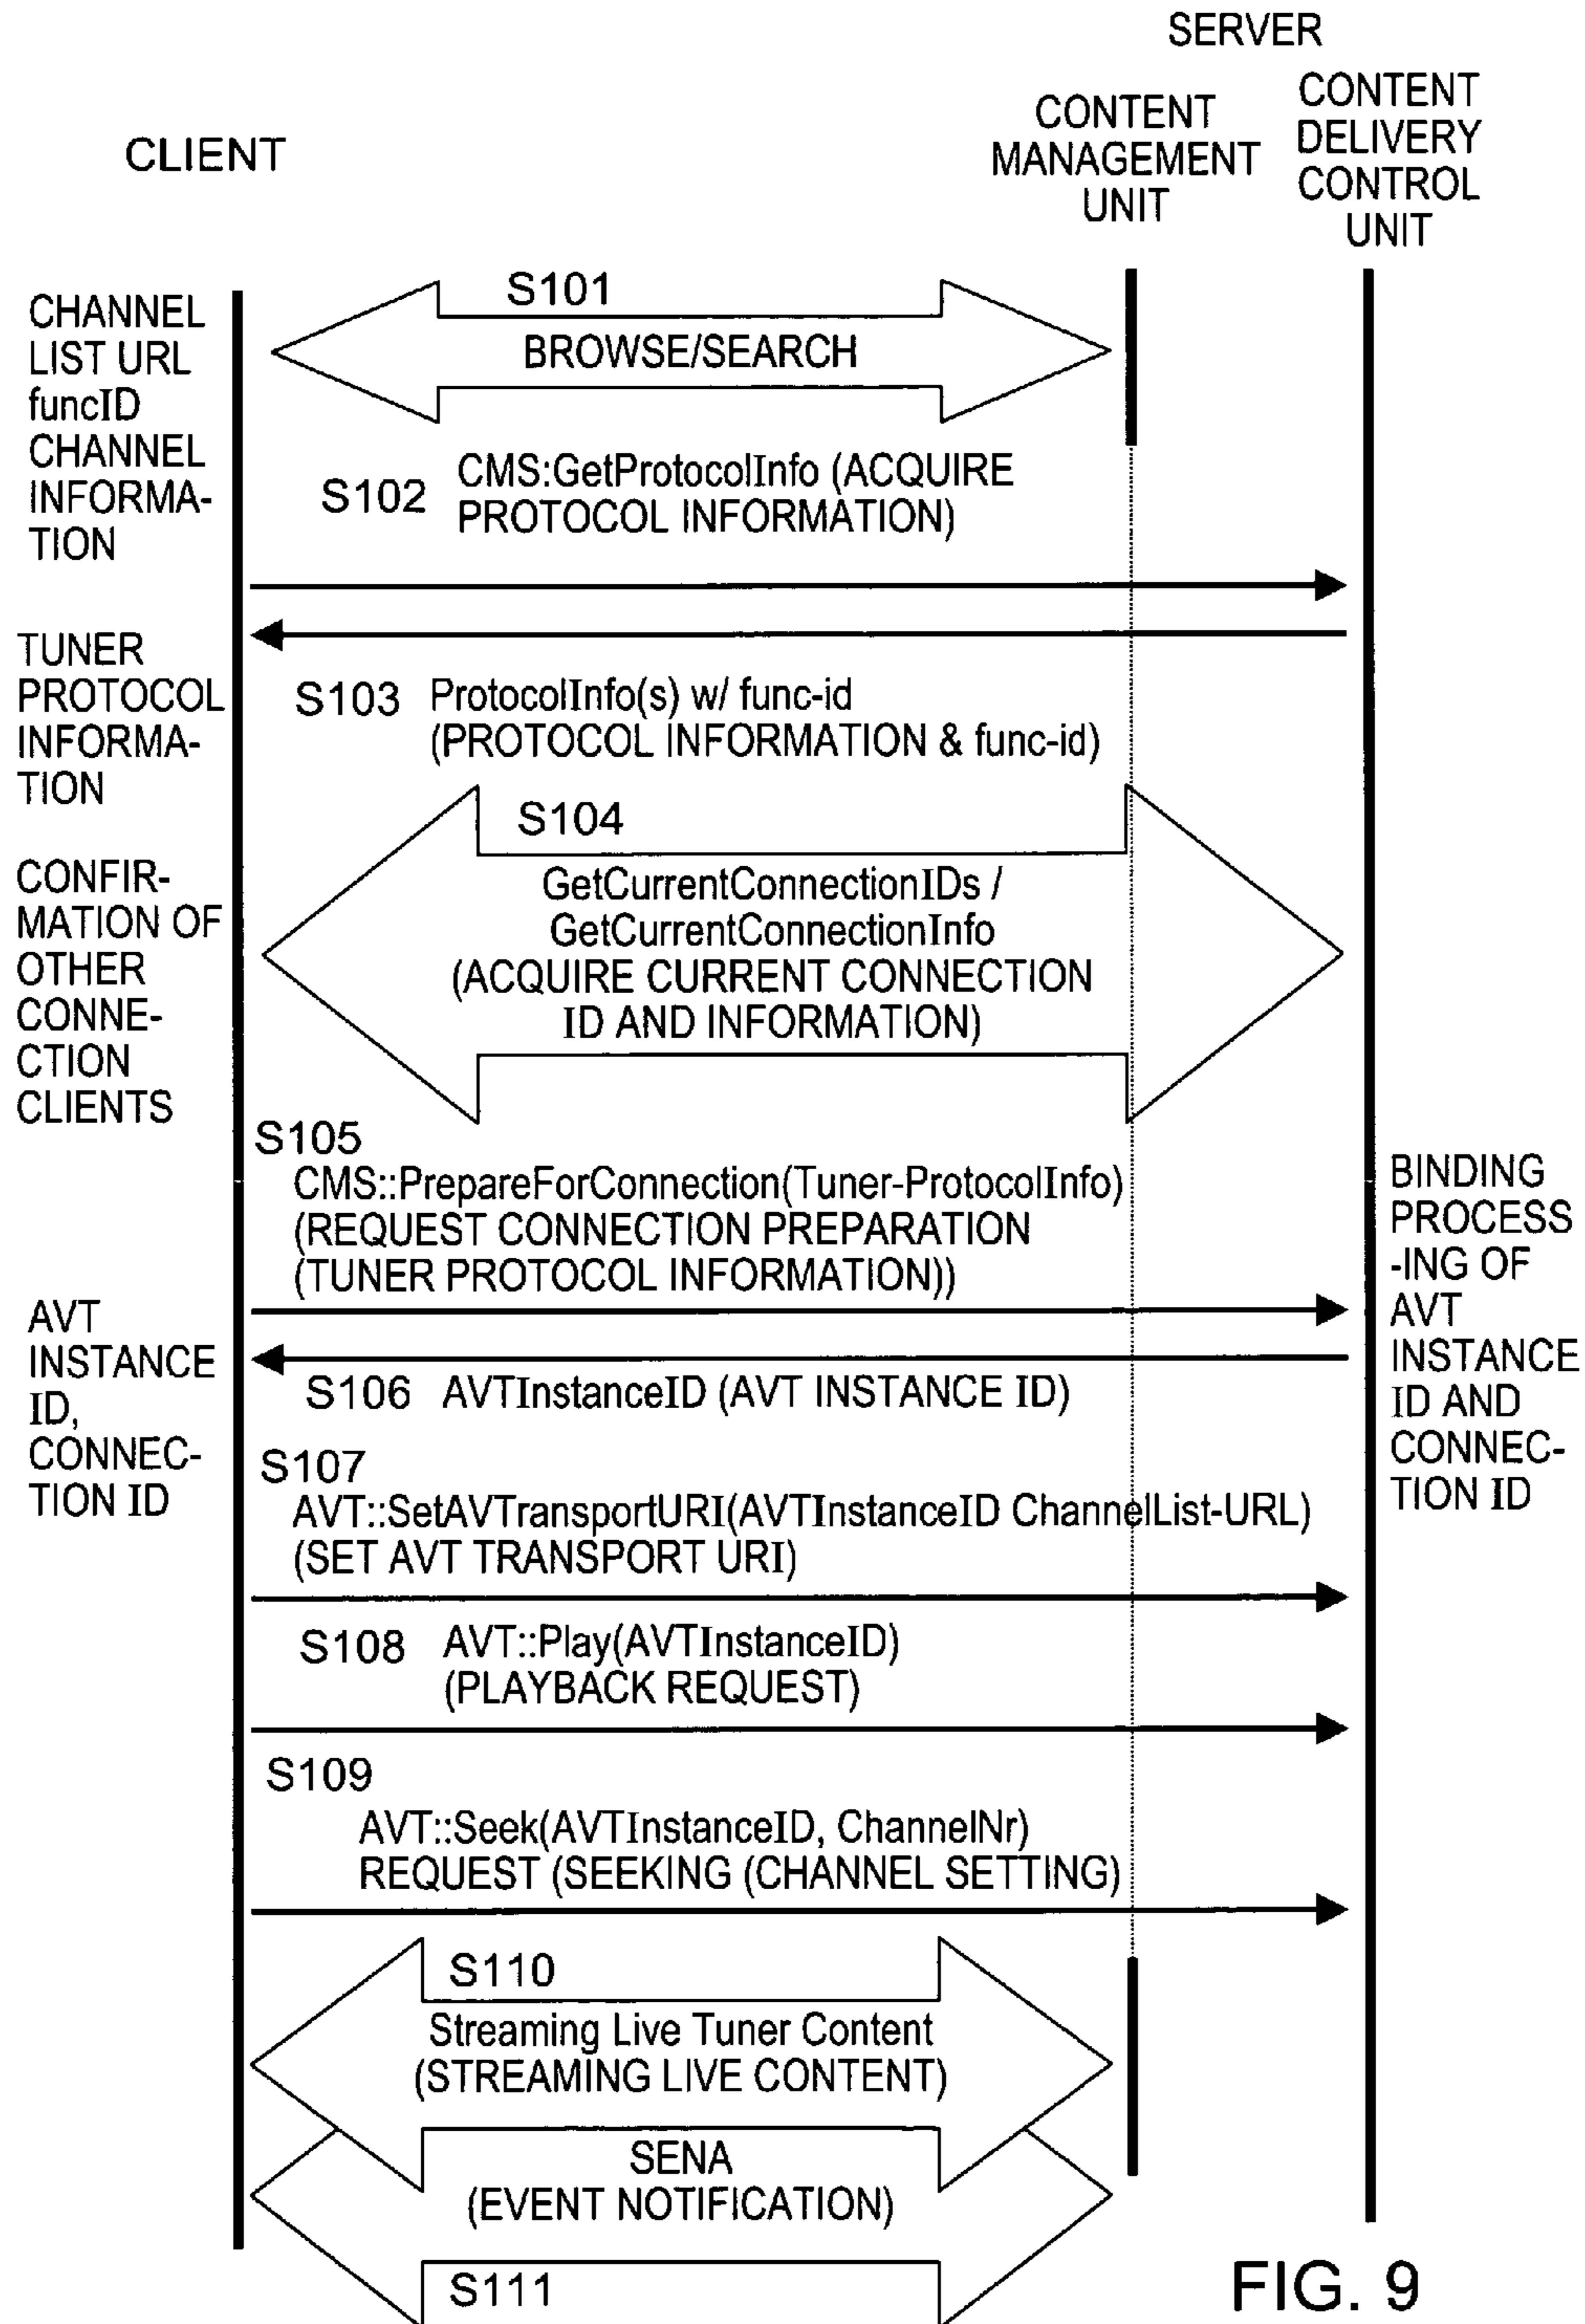 SERVER
CLIENT
CONTENT
MANAGEMENT
UNIT
CONTENT
DELIVERY
CONTROL
UNIT
CHANNEL
LIST URL
funcID
CHANNEL
INFORMA-
TION
S101
BROWSE/SEARCH
S102
CMS:GetProtocolInfo (ACQUIRE
PROTOCOL INFORMATION)
TUNER
PROTOCOL
INFORMA-
TION
S103
ProtocolInfo(s) w/ func-id
(PROTOCOL INFORMATION & func-id)
CONFIR-
MATION OF
OTHER
CONNE-
CTION
CLIENTS
S104
GetCurrentConnectionIDs /
GetCurrentConnectionInfo
(ACQUIRE CURRENT CONNECTION
ID AND INFORMATION)
S105
CMS::PrepareForConnection(Tuner-ProtocolInfo)
(REQUEST CONNECTION PREPARATION
(TUNER PROTOCOL INFORMATION))
BINDING
PROCESS
-ING OF
AVT
INSTANCE
ID AND
CONNEC-
TION ID
AVT
INSTANCE
ID,
CONNEC-
TION ID
S106 AVTInstanceID (AVT INSTANCE ID)
S107
AVT::SetAVTransportURI(AVTInstanceID ChannelList-URL)
(SET AVT TRANSPORT URI)
S108
AVT::Play(AVTInstanceID)
(PLAYBACK REQUEST)
S109
AVT::Seek(AVTInstanceID, ChannelNr)
REQUEST (SEEKING (CHANNEL SETTING)
S110
Streaming Live Tuner Content
(STREAMING LIVE CONTENT)
SENA
(EVENT NOTIFICATION)
S111
FIG. 9